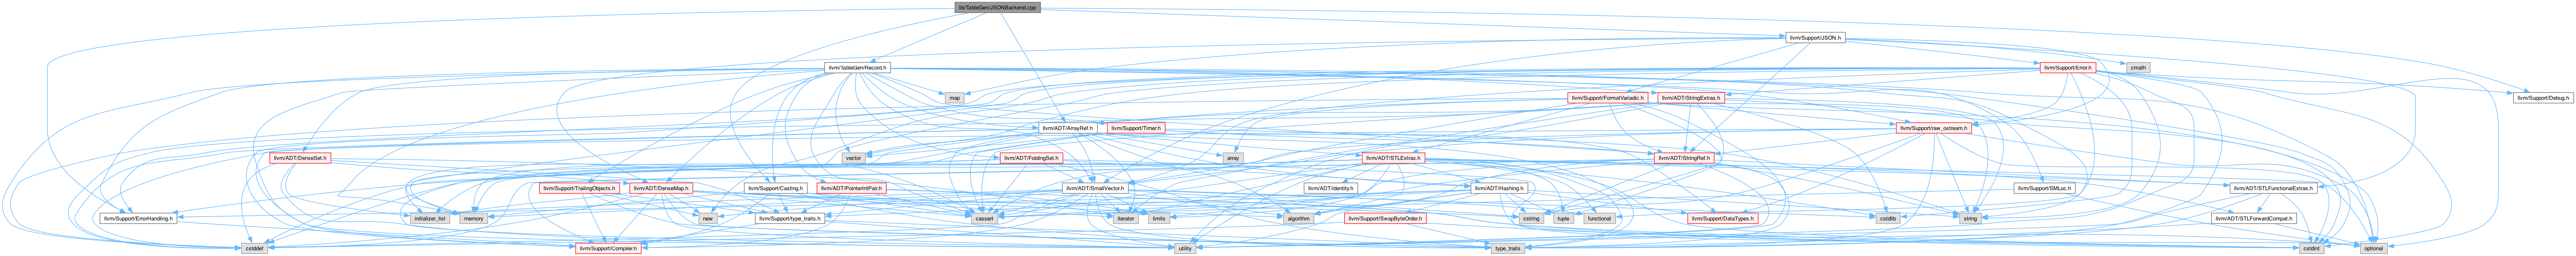 lib/TableGen/JSONBackend.cpp
llvm/Support/JSON.h
llvm/TableGen/Record.h
llvm/Support/Error.h
cmath
map
llvm/Support/FormatVariadic.h
llvm/ADT/StringExtras.h
llvm/Support/Debug.h
llvm/ADT/ArrayRef.h
llvm/Support/Timer.h
llvm/Support/raw_ostream.h
llvm/ADT/DenseSet.h
vector
llvm/ADT/FoldingSet.h
array
llvm/ADT/STLExtras.h
llvm/ADT/StringRef.h
llvm/Support/TrailingObjects.h
llvm/ADT/DenseMap.h
llvm/Support/Casting.h
llvm/ADT/PointerIntPair.h
llvm/ADT/SmallVector.h
llvm/ADT/identity.h
llvm/ADT/Hashing.h
llvm/Support/SMLoc.h
llvm/ADT/STLFunctionalExtras.h
llvm/Support/ErrorHandling.h
initializer_list
memory
new
llvm/Support/type_traits.h
cassert
iterator
limits
algorithm
llvm/Support/SwapByteOrder.h
cstring
tuple
functional
llvm/Support/DataTypes.h
cstdlib
string
llvm/ADT/STLForwardCompat.h
cstddef
llvm/Support/Compiler.h
utility
type_traits
cstdint
optional